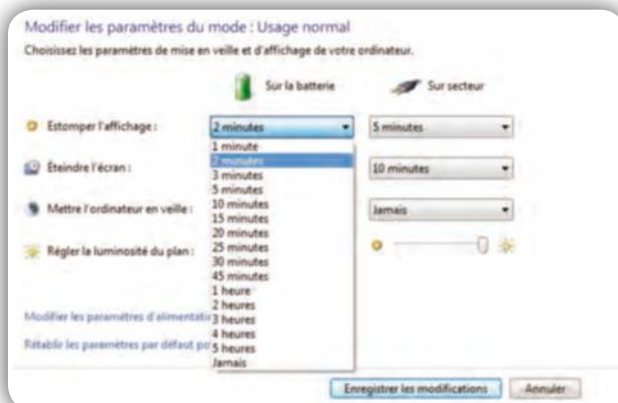 Modifier les paramètres du mode : Usage normal
Choisissez les paramètres de mise en veille et d'affichage de votre ordinateur.
Sur la batterie Sur secteur
Estomper l'affichage : 2 minutes 5 minutes
1 minute
2 minutes
Éteindre l'écran : 3 minutes 10 minutes
5 minutes
10 minutes
Mettre l'ordinateur en veille : 15 minutes Jamais
20 minutes
Régler la luminosité du plan : 25 minutes
30 minutes
45 minutes
1 heure
2 heures
Modifier les paramètres d'alimentatio 3 heures
4 heures
Rétablir les paramètres par défaut po 5 heures
Jamais
Enregistrer les modifications Annuler